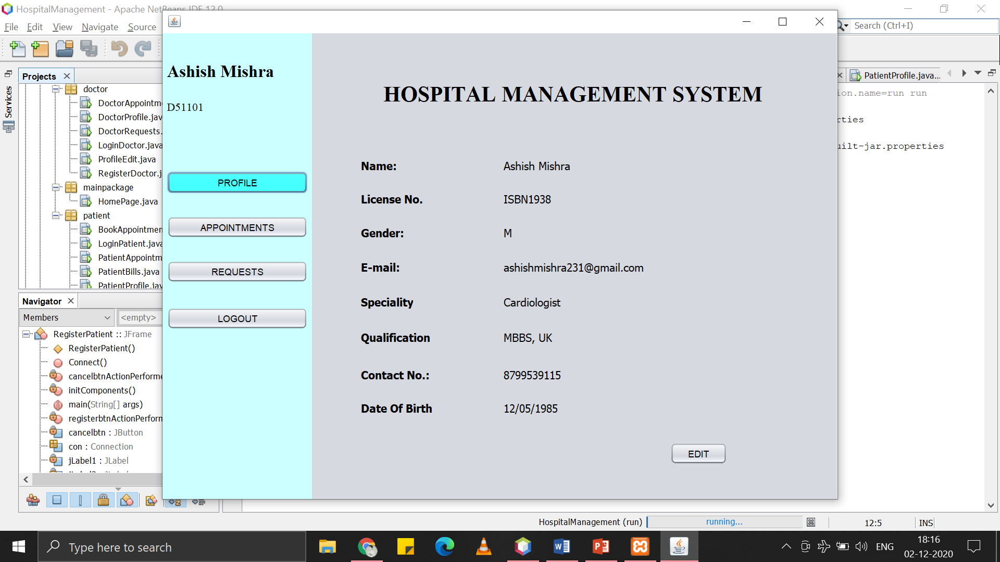 HospitalManagement - Apache NetBeans IDE 12.0
File Edit View Navigate Source
Search (Ctrl+I)
Services
Projects
doctor
DoctorAppointm
DoctorProfile.jav
DoctorRequests.
LoginDoctor.java
ProfileEdit.java
RegisterDoctor.j
mainpackage
HomePage.java
patient
BookAppointmen
LoginPatient.java
PatientAppointm
PatientBills.java
PatientProfile.jav
Navigator
Members
<empty>
RegisterPatient :: JFrame
RegisterPatient()
Connect()
cancelbtnActionPerforme
initComponents()
main(String[] args)
registerbtnActionPerform
cancelbtn : JButton
con : Connection
jLabel1 : JLabel
Ashish Mishra
D51101
PROFILE
APPOINTMENTS
REQUESTS
LOGOUT
HOSPITAL MANAGEMENT SYSTEM
Name: Ashish Mishra
License No. ISBN1938
Gender: M
E-mail: ashishmishra231@gmail.com
Speciality Cardiologist
Qualification MBBS, UK
Contact No.: 8799539115
Date Of Birth 12/05/1985
EDIT
PatientProfile.java...
ion.name=run run
rties
uilt-jar.properties
HospitalManagement (run) running... 12:5 INS
Type here to search
ENG
18:16
02-12-2020